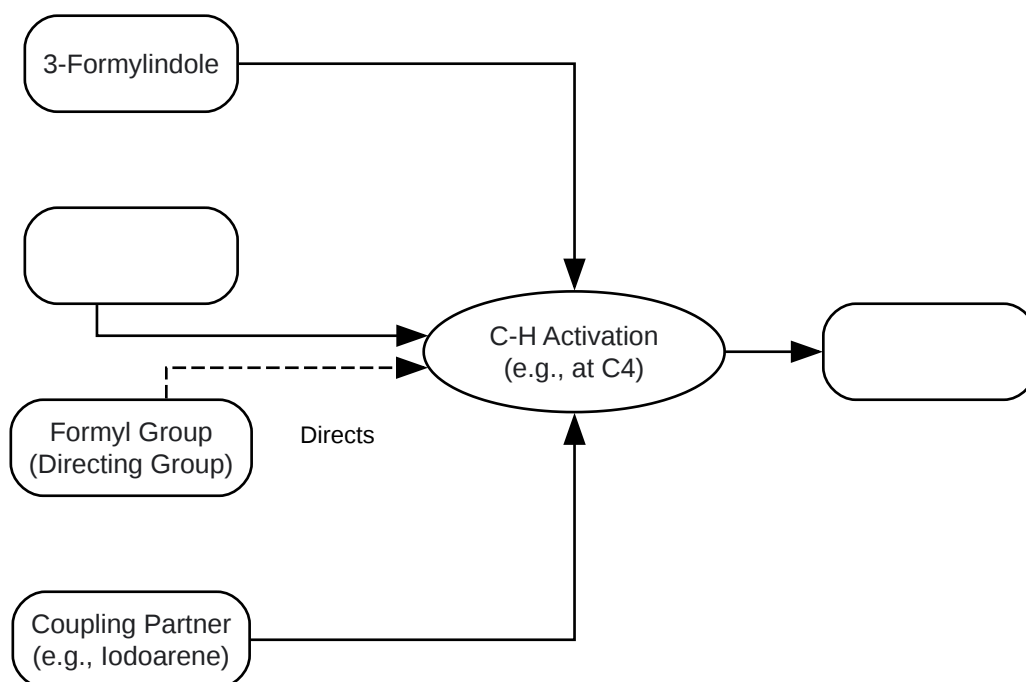 3-Formylindole
C-H Activation
(e.g., at C4)
Formyl Group
(Directing Group)
Directs
Coupling Partner
(e.g., Iodoarene)